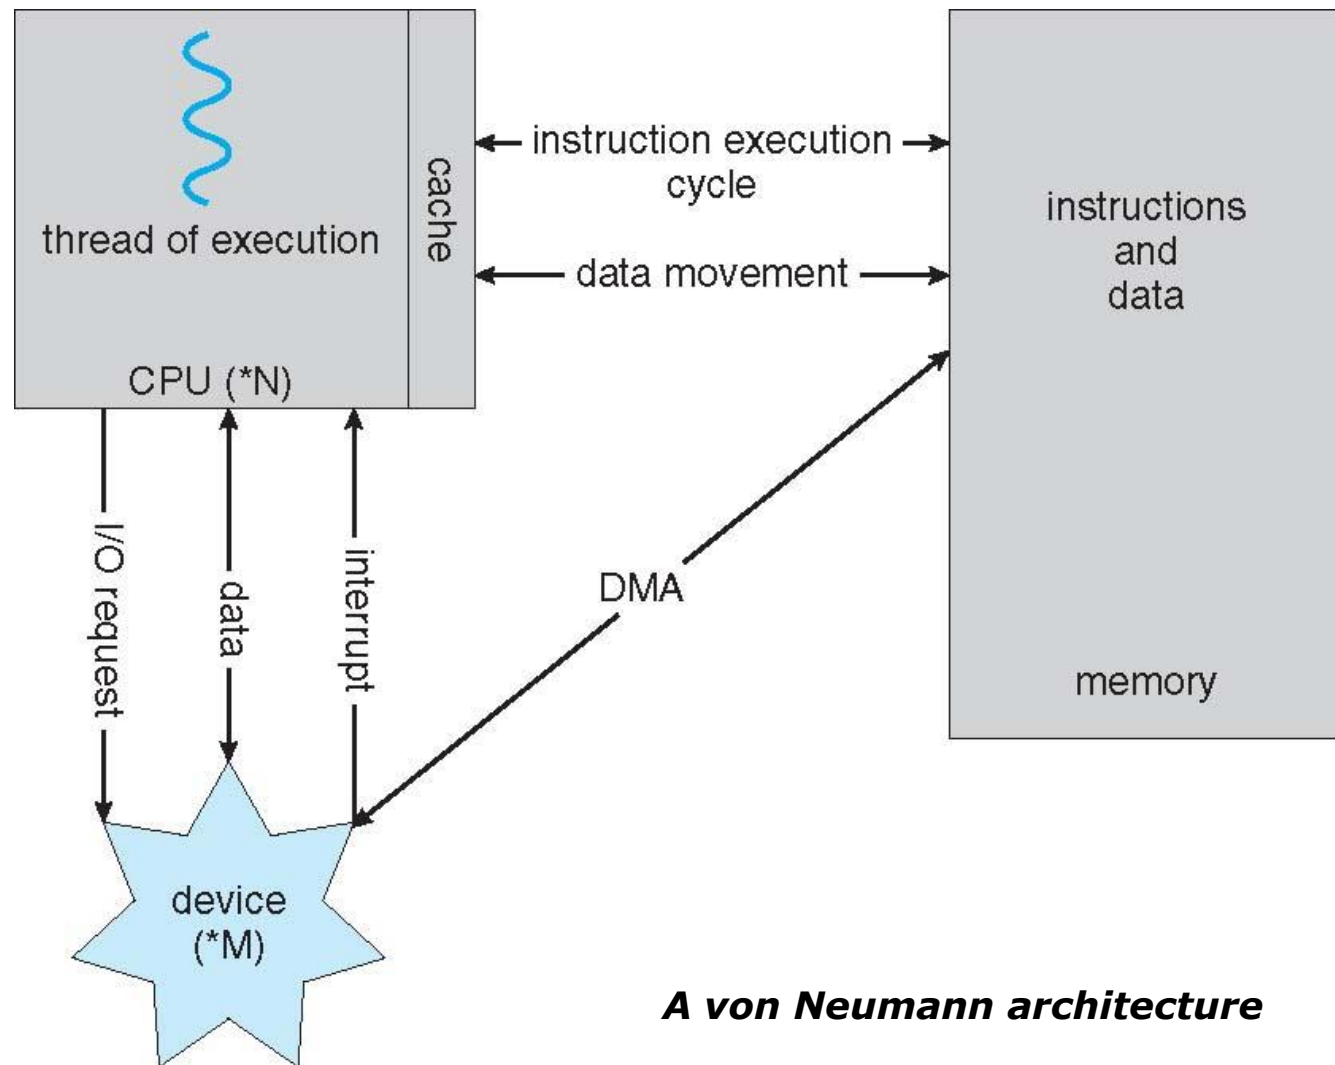 thread of execution
CPU (*N)
cache
instruction execution
cycle
data movement
instructions
and
data
memory
I/O request
data
interrupt
DMA
device
(*M)
A von Neumann architecture